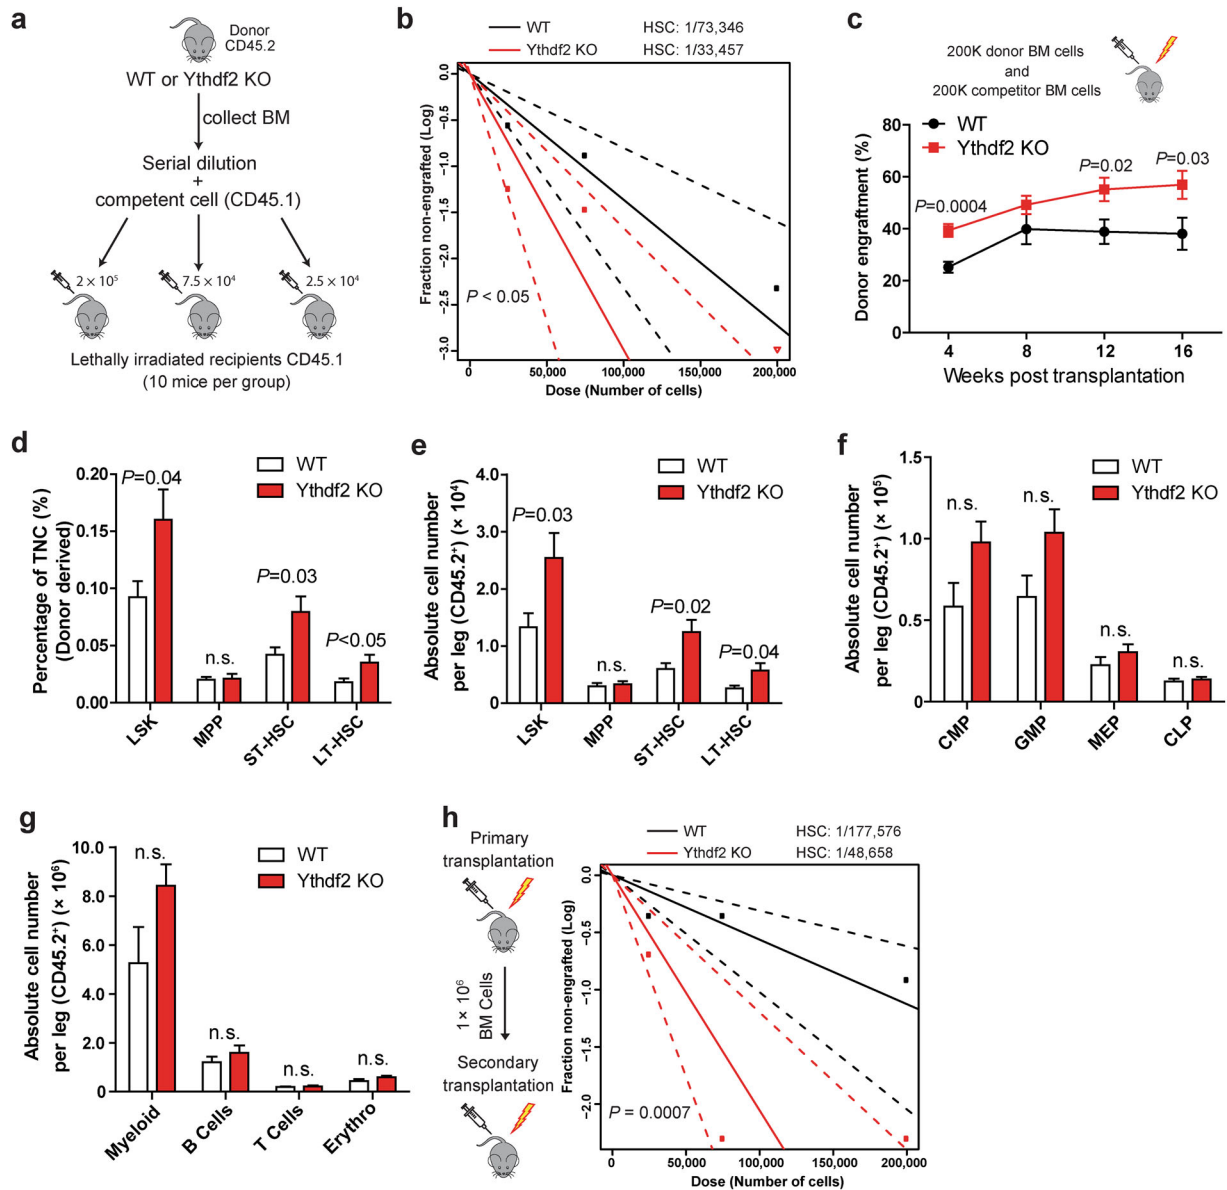 a
Donor
CD45.2
WT or Ythdf2 KO
collect BM
Serial dilution
+
competent cell (CD45.1)
2 × 10⁵
7.5 × 10⁴
2.5 × 10⁴
Lethally irradiated recipients CD45.1
(10 mice per group)
b
WT HSC: 1/73,346
Ythdf2 KO HSC: 1/33,457
Fraction non-engrafted (Log)
0.0
−0.5
−1.0
−1.5
−2.0
−2.5
−3.0
P < 0.05
0 50,000 100,000 150,000 200,000
Dose (Number of cells)
c
200K donor BM cells
and
200K competitor BM cells
WT
Ythdf2 KO
Donor engraftment (%)
80
60
40
20
0
P=0.0004
P=0.02
P=0.03
4 8 12 16
Weeks post transplantation
d
WT
Ythdf2 KO
Percentage of TNC (%)
(Donor derived)
0.20
0.15
0.10
0.05
0.00
P=0.04
n.s.
P=0.03
P<0.05
LSK MPP ST-HSC LT-HSC
e
WT
Ythdf2 KO
Absolute cell number
per leg (CD45.2⁺) (× 10⁴)
4.0
3.0
2.0
1.0
0
P=0.03
n.s.
P=0.02
P=0.04
LSK MPP ST-HSC LT-HSC
f
WT
Ythdf2 KO
Absolute cell number
per leg (CD45.2⁺) (× 10⁵)
1.5
1.0
0.5
0
n.s.
n.s.
n.s.
n.s.
CMP GMP MEP CLP
g
WT
Ythdf2 KO
Absolute cell number
per leg (CD45.2⁺) (× 10⁶)
10.0
8.0
6.0
4.0
2.0
0
n.s.
n.s.
n.s.
n.s.
Myeloid B Cells T Cells Erythro
h
Primary
transplantation
1 × 10⁶
BM Cells
Secondary
transplantation
WT HSC: 1/177,576
Ythdf2 KO HSC: 1/48,658
Fraction non-engrafted (Log)
0.0
−0.5
−1.0
−1.5
−2.0
P = 0.0007
0 50,000 100,000 150,000 200,000
Dose (Number of cells)